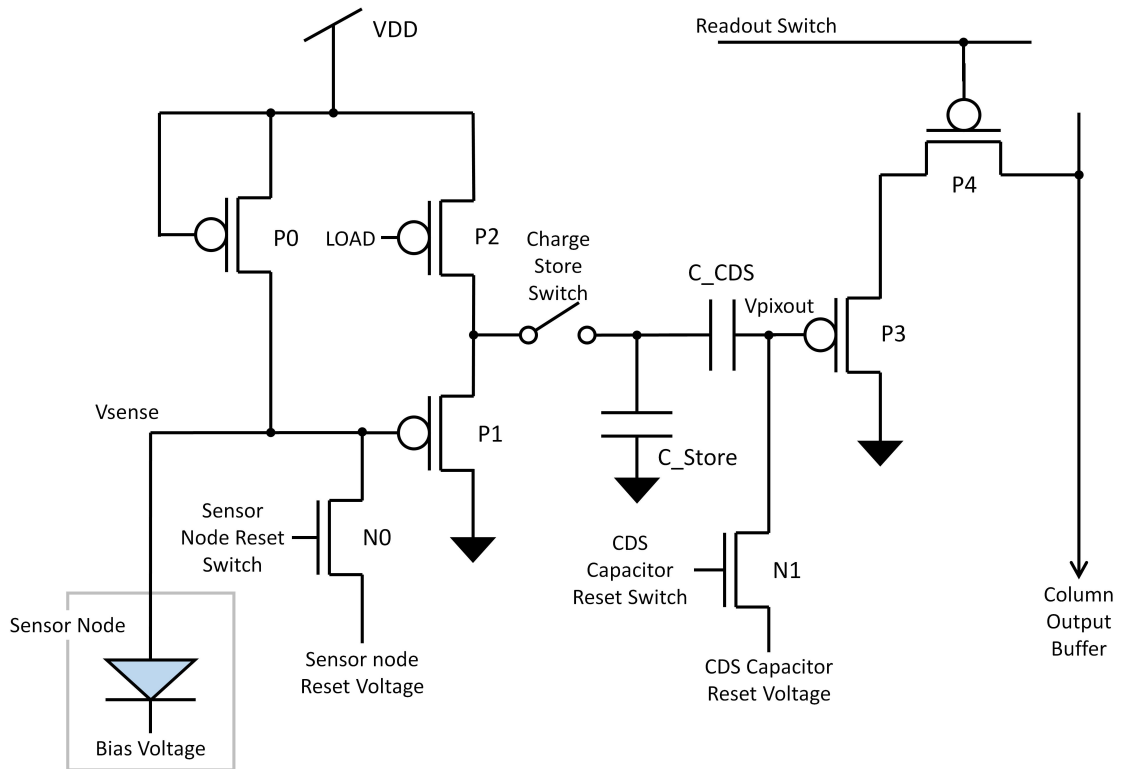 Readout Switch
VDD
P4
P0
LOAD
P2
Charge
Store
Switch
C_CDS
Vpixout
P3
Vsense
P1
C_Store
Sensor
Node Reset
Switch
N0
CDS
Capacitor
Reset Switch
N1
Column
Output
Buffer
Sensor Node
Sensor node
Reset Voltage
CDS Capacitor
Reset Voltage
Bias Voltage